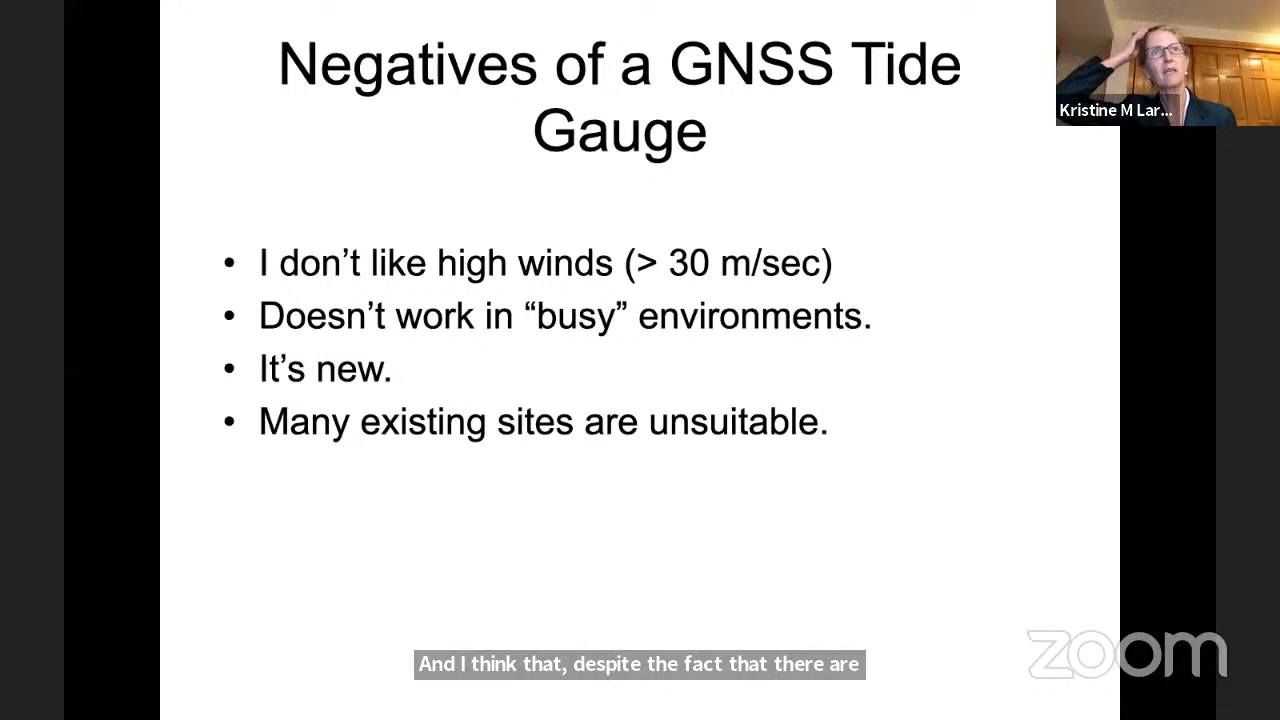 Negatives of a GNSS Tide
Gauge
Kristine M Lar...
• I don’t like high winds (> 30 m/sec)
• Doesn’t work in “busy” environments.
• It’s new.
• Many existing sites are unsuitable.
And I think that, despite the fact that there are
zoom